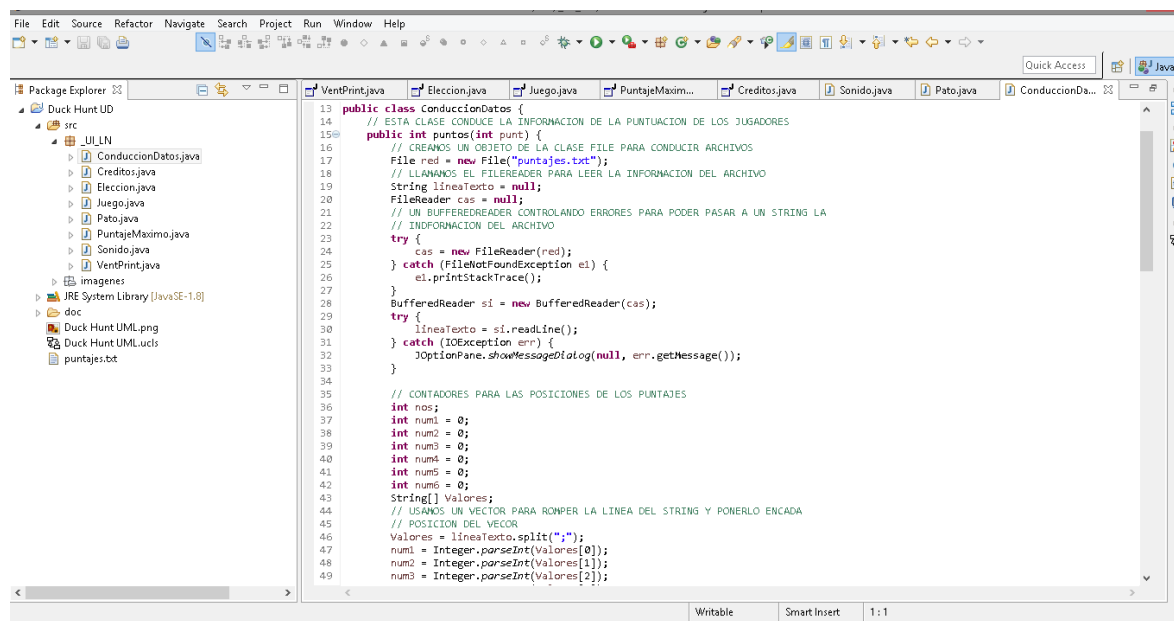 File Edit Source Refactor Navigate Search Project Run Window Help
Quick Access
Java
Package Explorer
VentPrint.java
Eleccion.java
Juego.java
PuntajeMaxim...
Creditos.java
Sonido.java
Pato.java
ConduccionDa...
Duck Hunt UD
src
_UI_LN
ConduccionDatos.java
Creditos.java
Eleccion.java
Juego.java
Pato.java
PuntajeMaximo.java
Sonido.java
VentPrint.java
imagenes
JRE System Library [JavaSE-1.8]
doc
Duck Hunt UML.png
Duck Hunt UML.ucls
puntajes.txt
13 public class ConduccionDatos {
14 // ESTA CLASE CONDUCE LA INFORMACION DE LA PUNTUACION DE LOS JUGADORES
15 public int puntos(int punt) {
16 // CREAMOS UN OBJETO DE LA CLASE FILE PARA CONDUCIR ARCHIVOS
17 File red = new File("puntajes.txt");
18 // LLAMAMOS EL FILEREADER PARA LEER LA INFORMACION DEL ARCHIVO
19 String lineaTexto = null;
20 FileReader cas = null;
21 // UN BUFFEREDREADER CONTROLANDO ERRORES PARA PODER PASAR A UN STRING LA
22 // INDFORMACION DEL ARCHIVO
23 try {
24 cas = new FileReader(red);
25 } catch (FileNotFoundException e1) {
26 e1.printStackTrace();
27 }
28 BufferedReader si = new BufferedReader(cas);
29 try {
30 lineaTexto = si.readLine();
31 } catch (IOException err) {
32 JOptionPane.showMessageDialog(null, err.getMessage());
33 }
34
35 // CONTADORES PARA LAS POSICIONES DE LOS PUNTAJES
36 int nos;
37 int num1 = 0;
38 int num2 = 0;
39 int num3 = 0;
40 int num4 = 0;
41 int num5 = 0;
42 int num6 = 0;
43 String[] Valores;
44 // USAMOS UN VECTOR PARA ROMPER LA LINEA DEL STRING Y PONERLO ENCADA
45 // POSICION DEL VECOR
46 Valores = lineaTexto.split(";");
47 num1 = Integer.parseInt(Valores[0]);
48 num2 = Integer.parseInt(Valores[1]);
49 num3 = Integer.parseInt(Valores[2]);
Writable
Smart Insert
1 : 1